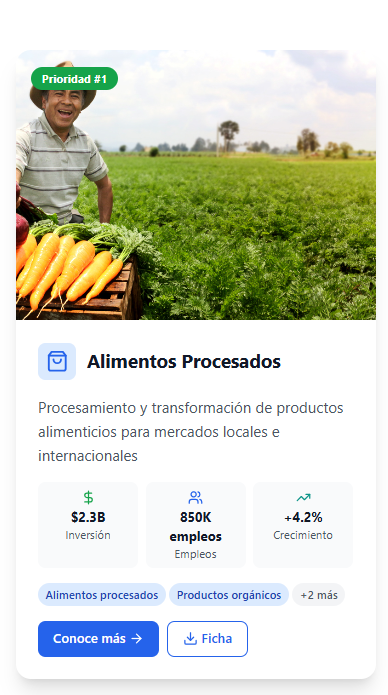 Prioridad #1
Alimentos Procesados
Procesamiento y transformación de productos
alimenticios para mercados locales e
internacionales
$2.3B
Inversión
850K
empleos
Empleos
+4.2%
Crecimiento
Alimentos procesados
Productos orgánicos
+2 más
Conoce más →
Ficha